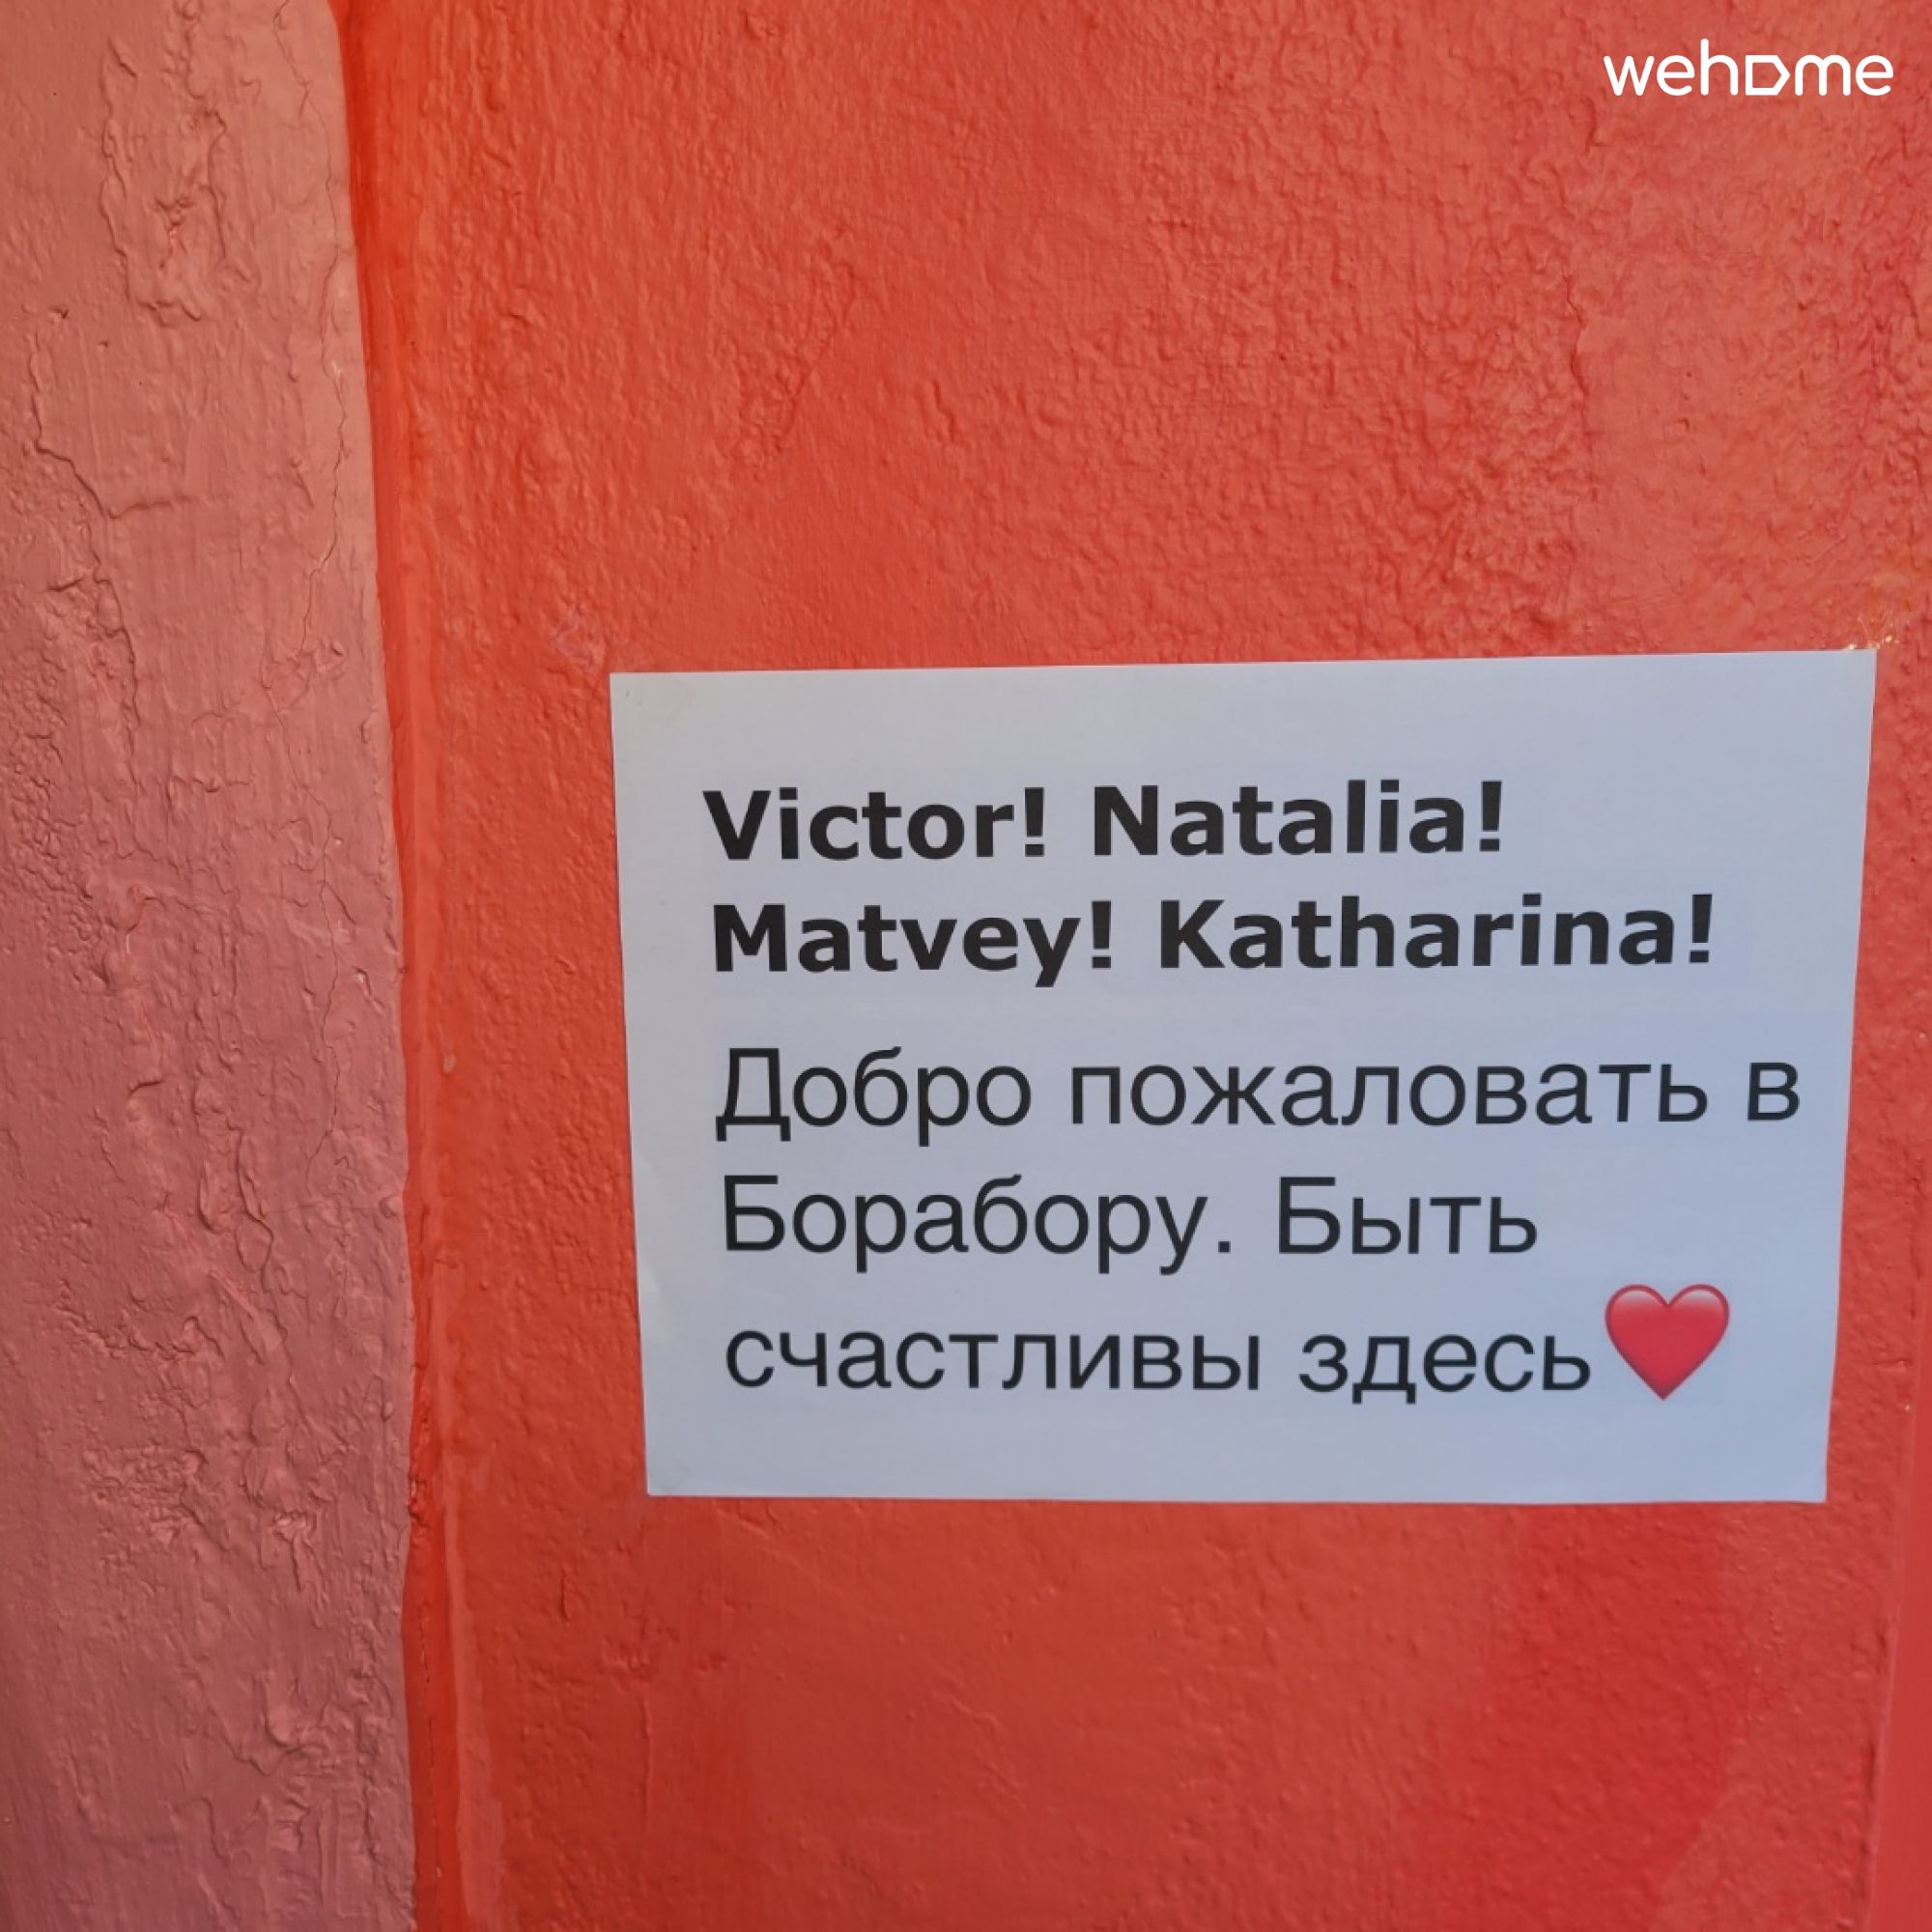 wehome
Victor! Natalia!
Matvey! Katharina!
Добро пожаловать в
Борабору. Быть
счастливы здесь❤️